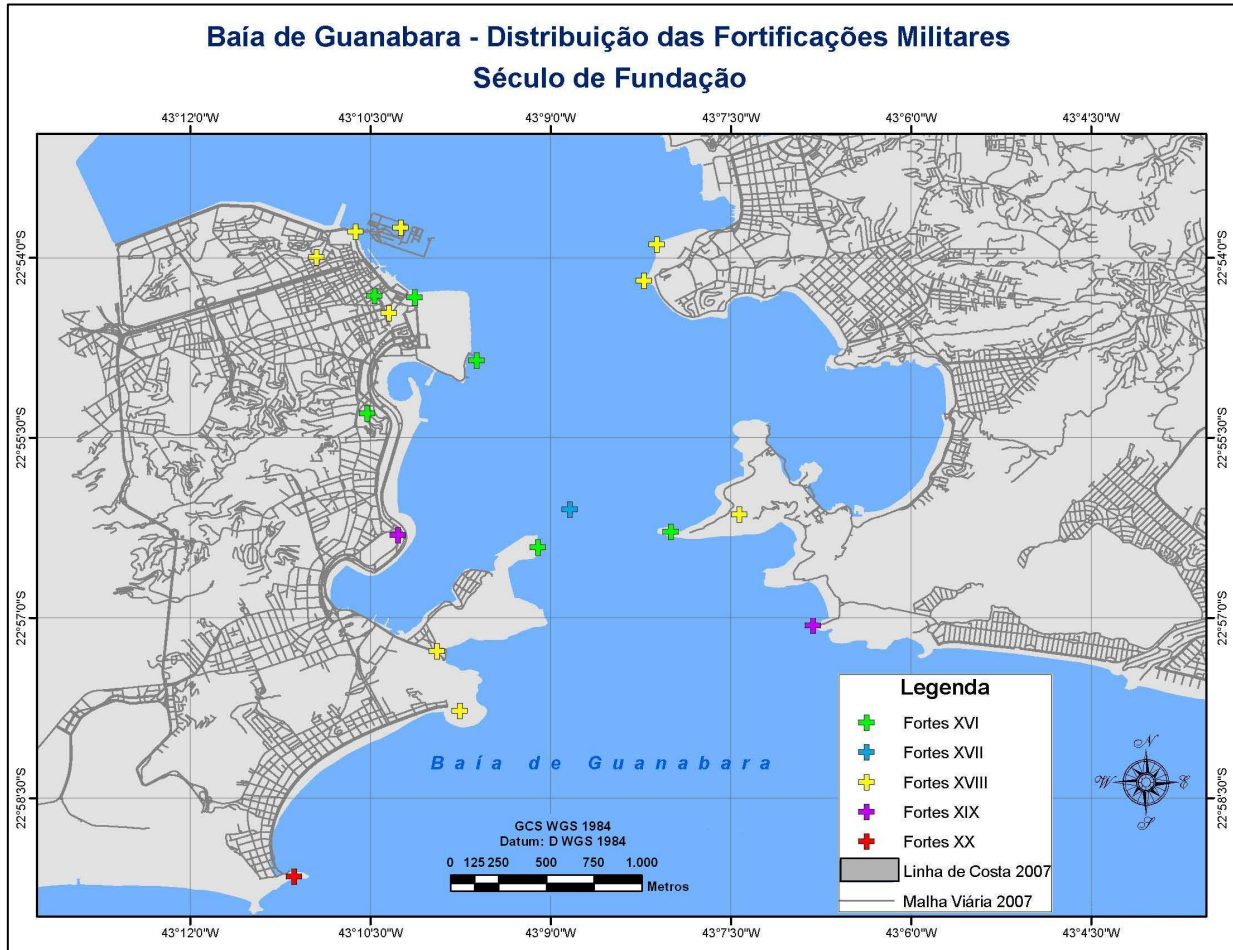 Baía de Guanabara - Distribuição das Fortificações Militares
Século de Fundação
43°12'0"W 43°10'30"W 43°9'0"W 43°7'30"W 43°6'0"W 43°4'30"W
22°54'0"S 22°54'0"S
22°55'30"S 22°55'30"S
22°57'0"S 22°57'0"S
22°58'30"S 22°58'30"S
Baía de Guanabara
GCS WGS 1984
Datum: D WGS 1984
0 125 250 500 750 1.000
Metros
Legenda
Fortes XVI
Fortes XVII
Fortes XVIII
Fortes XIX
Fortes XX
Linha de Costa 2007
Malha Viária 2007
N
W E
S
43°12'0"W 43°10'30"W 43°9'0"W 43°7'30"W 43°6'0"W 43°4'30"W